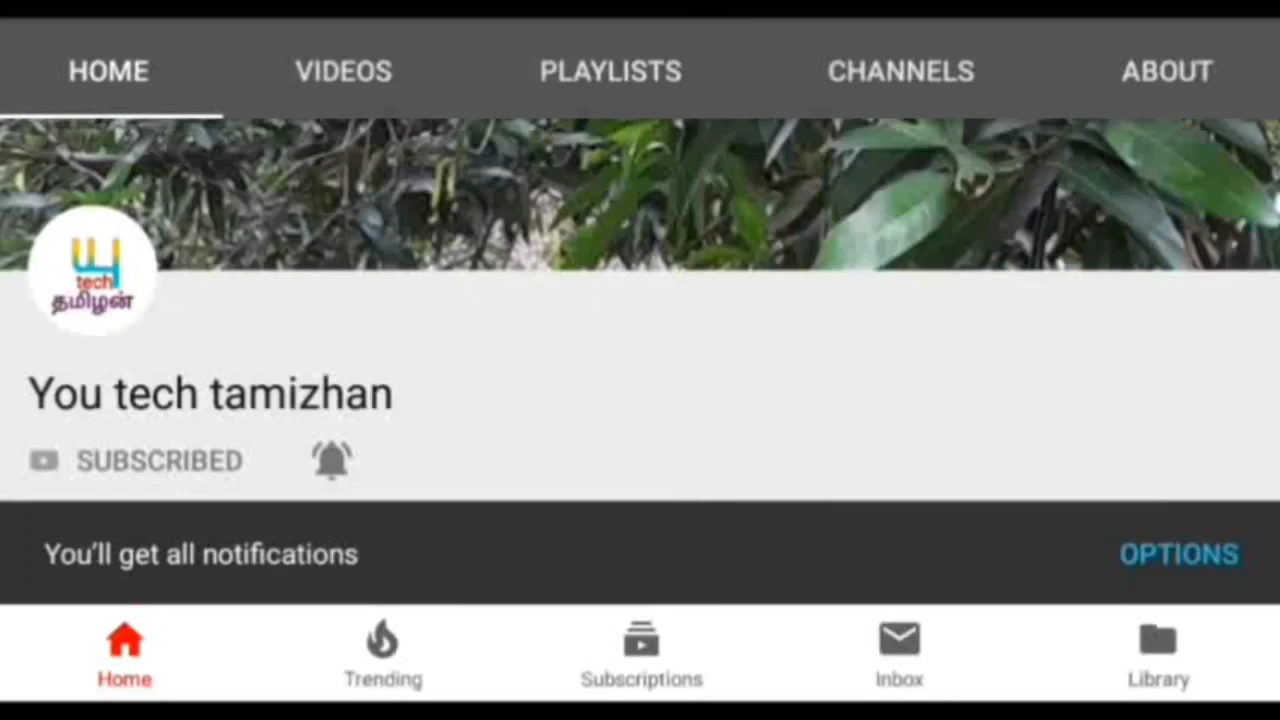 HOME VIDEOS PLAYLISTS CHANNELS ABOUT
tech
தமிழன்
You tech tamizhan
SUBSCRIBED
You'll get all notifications OPTIONS
Home Trending Subscriptions Inbox Library